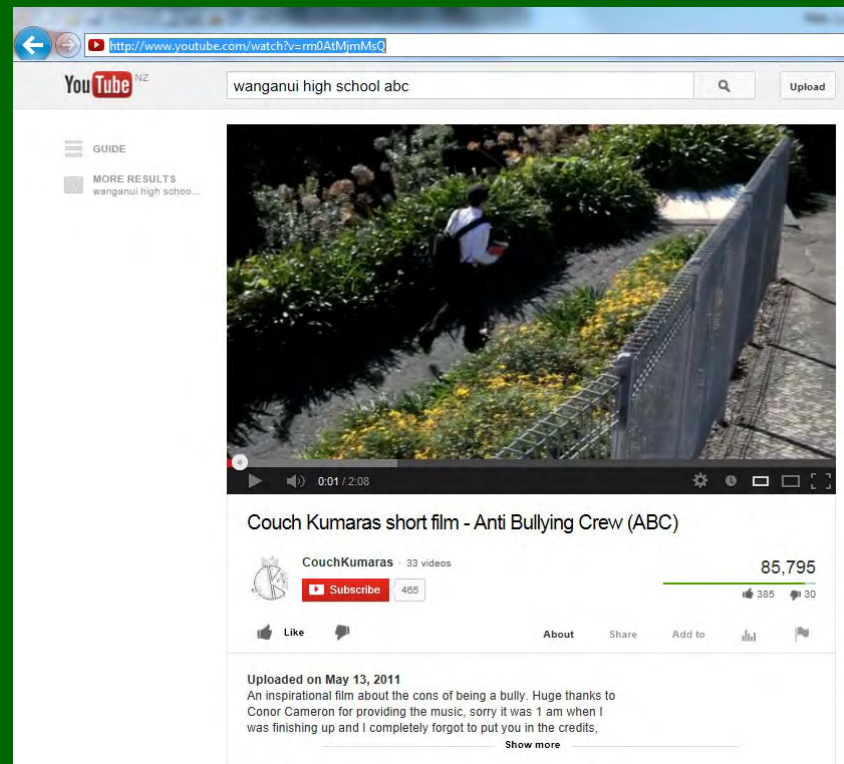 http://www.youtube.com/watch?v=rm0AtMjmMsQ
YouTube NZ
wanganui high school abc
Upload
GUIDE
MORE RESULTS
wanganui high schoo...
0:01 / 2:08
Couch Kumaras short film - Anti Bullying Crew (ABC)
CouchKumaras · 33 videos
Subscribe 465
85,795
385 30
Like
About Share Add to
Uploaded on May 13, 2011
An inspirational film about the cons of being a bully. Huge thanks to
Conor Cameron for providing the music, sorry it was 1 am when I
was finishing up and I completely forgot to put you in the credits,
Show more